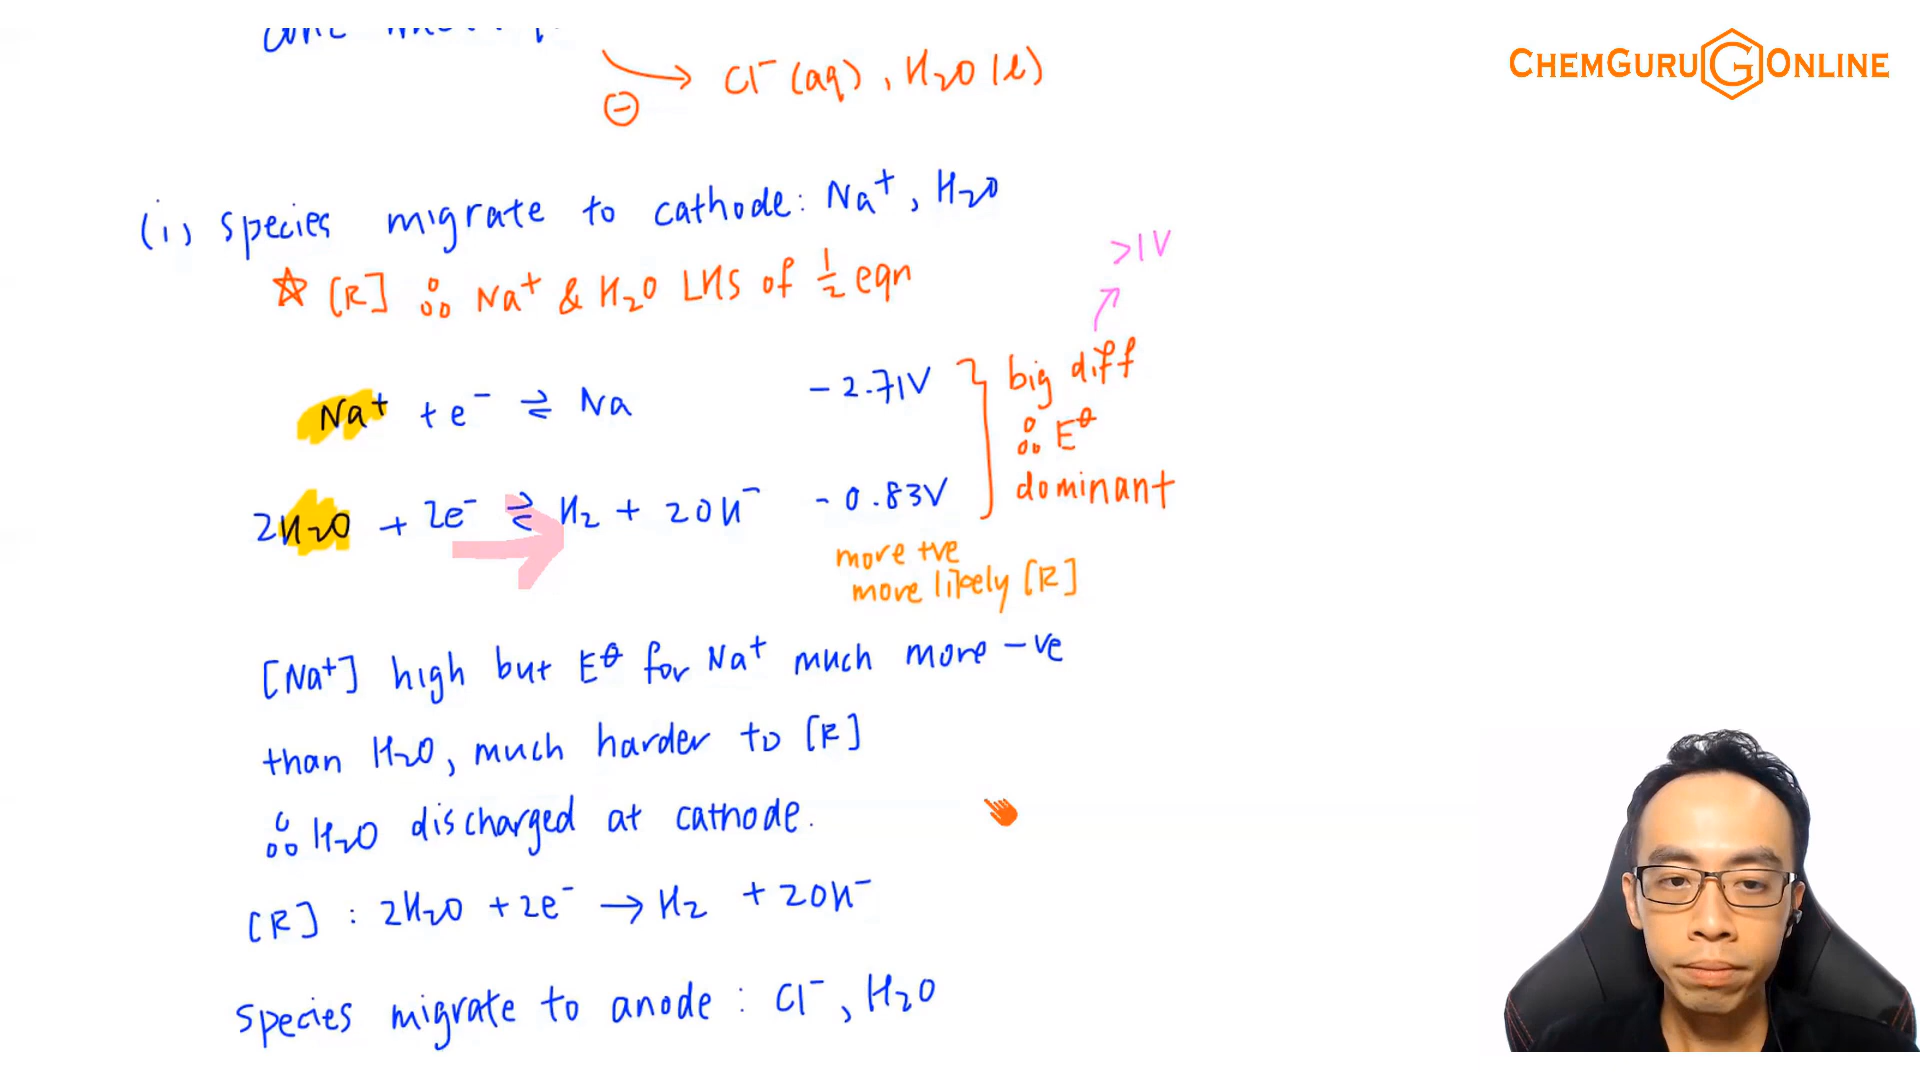 CHEMGURU G ONLINE
⊖ → Cl⁻ (aq), H₂O (l)
(i) species migrate to cathode: Na⁺, H₂O
☆ [R] ∴ Na⁺ & H₂O LHS of ½ eqn
>1V
Na⁺ + e⁻ ⇌ Na - 2.71V
big diff
∴ E⁰
dominant
2H₂O + 2e⁻ ⇌ H₂ + 2OH⁻ - 0.83V
more +ve
more likely [R]
[Na⁺] high but E⁰ for Na⁺ much more -ve
than H₂O, much harder to [R]
∴ H₂O discharged at cathode.
[R] : 2H₂O + 2e⁻ → H₂ + 2OH⁻
species migrate to anode : Cl⁻, H₂O